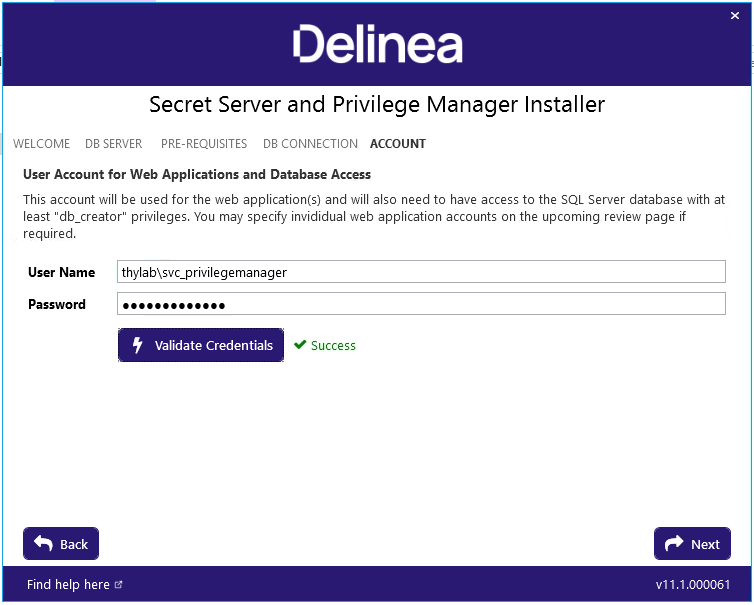 Delinea
Secret Server and Privilege Manager Installer
WELCOME DB SERVER PRE-REQUISITES DB CONNECTION ACCOUNT
User Account for Web Applications and Database Access
This account will be used for the web application(s) and will also need to have access to the SQL Server database with at
least "db_creator" privileges. You may specify invididual web application accounts on the upcoming review page if
required.
User Name thylab\svc_privilegemanager
Password ●●●●●●●●●●●●●
Validate Credentials Success
Back Next
Find help here v11.1.000061